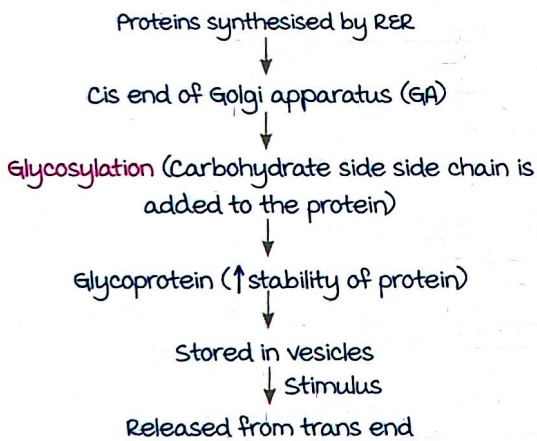 Proteins synthesised by RER
Cis end of Golgi apparatus (GA)
Glycosylation (Carbohydrate side side chain is
added to the protein)
Glycoprotein (↑ stability of protein)
Stored in vesicles
Stimulus
Released from trans end